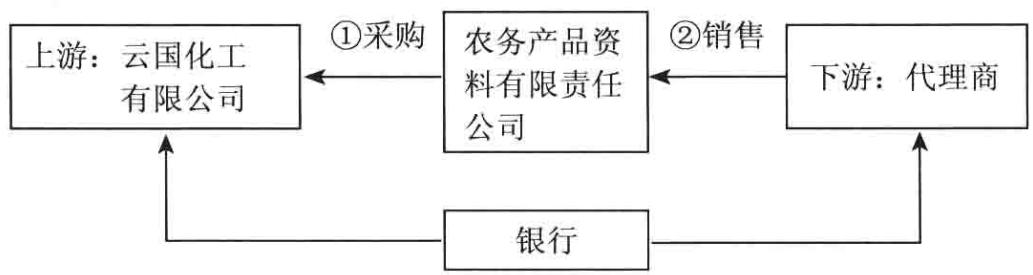 上游：云国化工
有限公司
①采购
农务产品资
料有限责任
公司
②销售
下游：代理商
银行